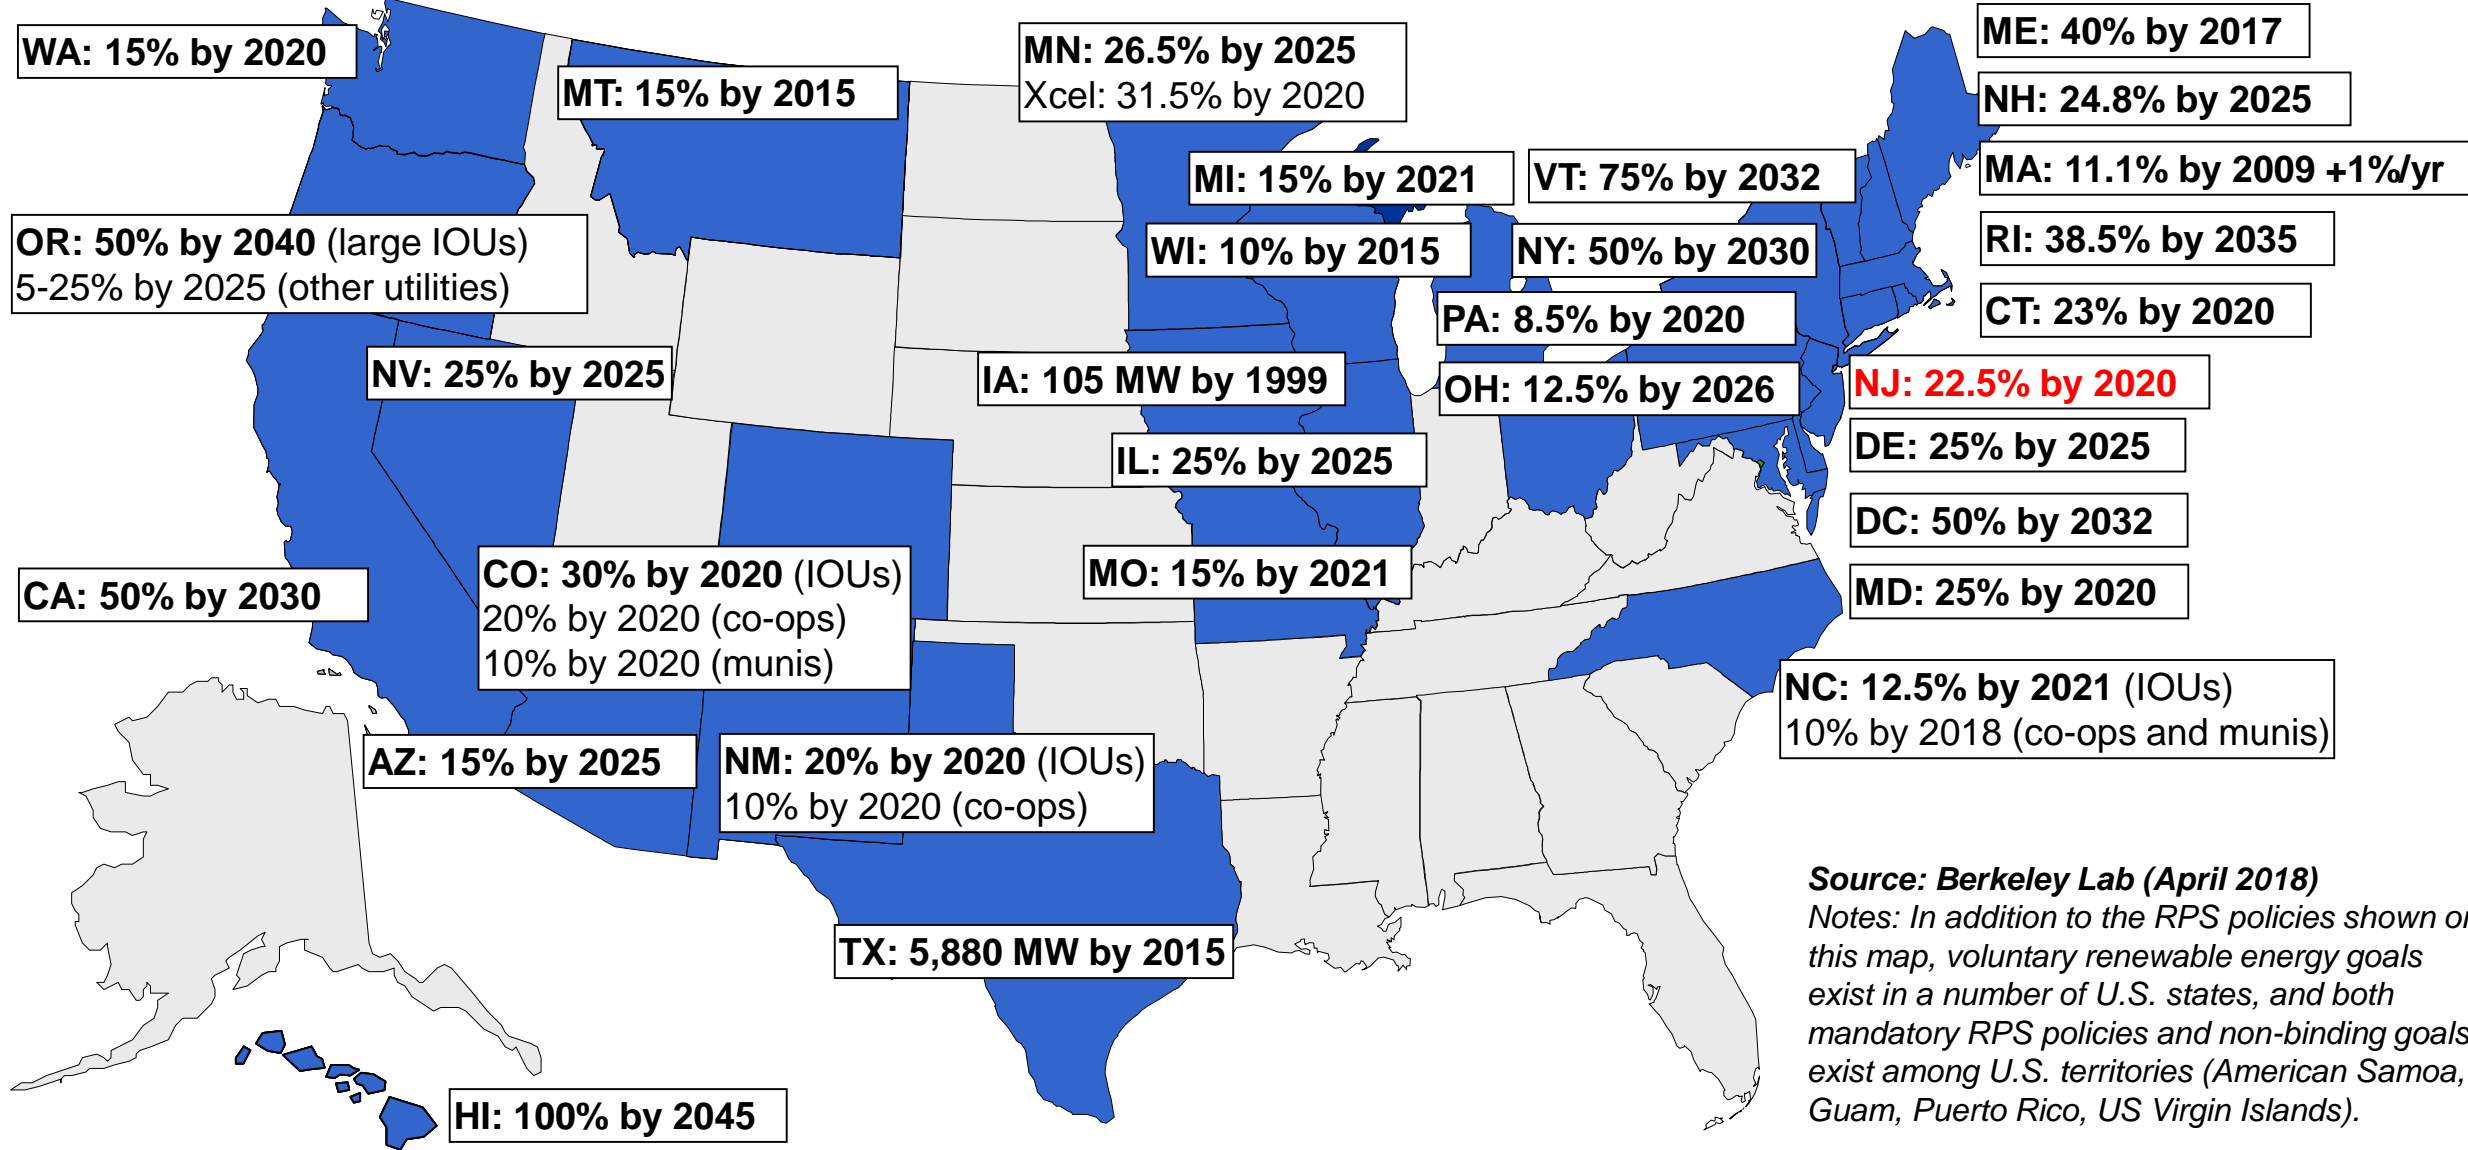 WA: 15% by 2020
MT: 15% by 2015
MN: 26.5% by 2025
Xcel: 31.5% by 2020
ME: 40% by 2017
NH: 24.8% by 2025
MI: 15% by 2021
VT: 75% by 2032
MA: 11.1% by 2009 +1%/yr
OR: 50% by 2040 (large IOUs)
5-25% by 2025 (other utilities)
WI: 10% by 2015
NY: 50% by 2030
RI: 38.5% by 2035
PA: 8.5% by 2020
CT: 23% by 2020
NV: 25% by 2025
IA: 105 MW by 1999
OH: 12.5% by 2026
NJ: 22.5% by 2020
IL: 25% by 2025
DE: 25% by 2025
DC: 50% by 2032
CA: 50% by 2030
CO: 30% by 2020 (IOUs)
20% by 2020 (co-ops)
10% by 2020 (munis)
MO: 15% by 2021
MD: 25% by 2020
NC: 12.5% by 2021 (IOUs)
10% by 2018 (co-ops and munis)
AZ: 15% by 2025
NM: 20% by 2020 (IOUs)
10% by 2020 (co-ops)
TX: 5,880 MW by 2015
HI: 100% by 2045
Source: Berkeley Lab (April 2018)
Notes: In addition to the RPS policies shown on
this map, voluntary renewable energy goals
exist in a number of U.S. states, and both
mandatory RPS policies and non-binding goals
exist among U.S. territories (American Samoa,
Guam, Puerto Rico, US Virgin Islands).